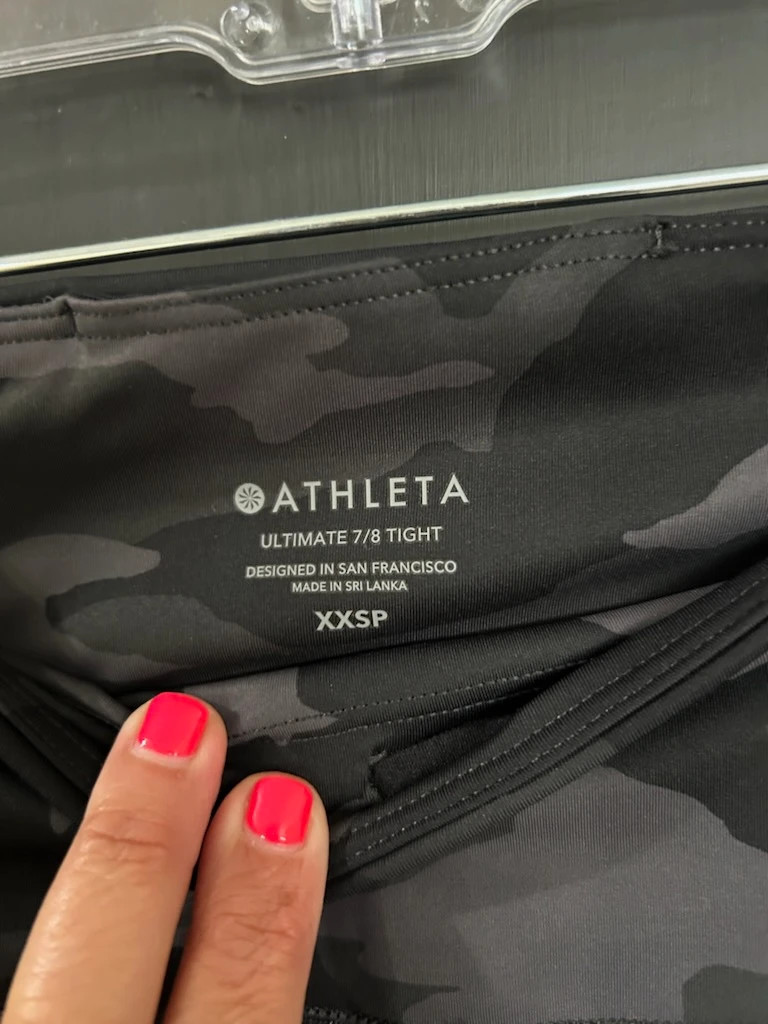 ATHLETA
ULTIMATE 7/8 TIGHT
DESIGNED IN SAN FRANCISCO
MADE IN SRI LANKA
XXSP